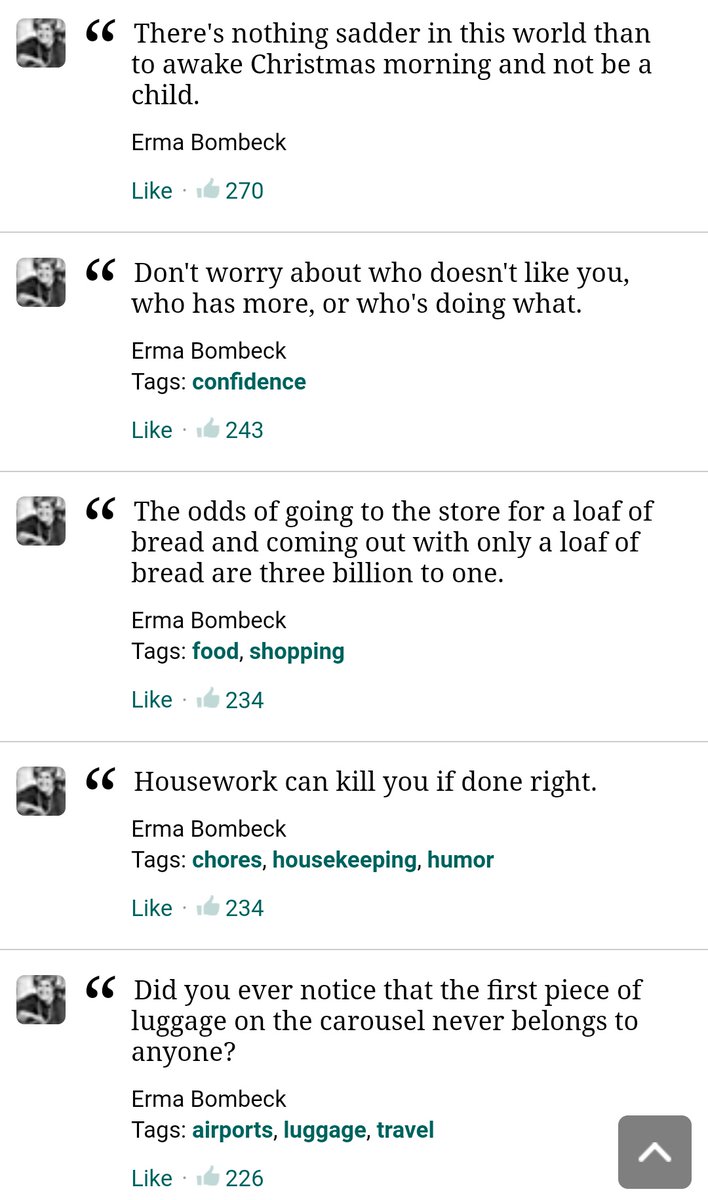 “ There's nothing sadder in this world than
to awake Christmas morning and not be a
child.
Erma Bombeck
Like · 270
“ Don't worry about who doesn't like you,
who has more, or who's doing what.
Erma Bombeck
Tags: confidence
Like · 243
“ The odds of going to the store for a loaf of
bread and coming out with only a loaf of
bread are three billion to one.
Erma Bombeck
Tags: food, shopping
Like · 234
“ Housework can kill you if done right.
Erma Bombeck
Tags: chores, housekeeping, humor
Like · 234
“ Did you ever notice that the first piece of
luggage on the carousel never belongs to
anyone?
Erma Bombeck
Tags: airports, luggage, travel
Like · 226